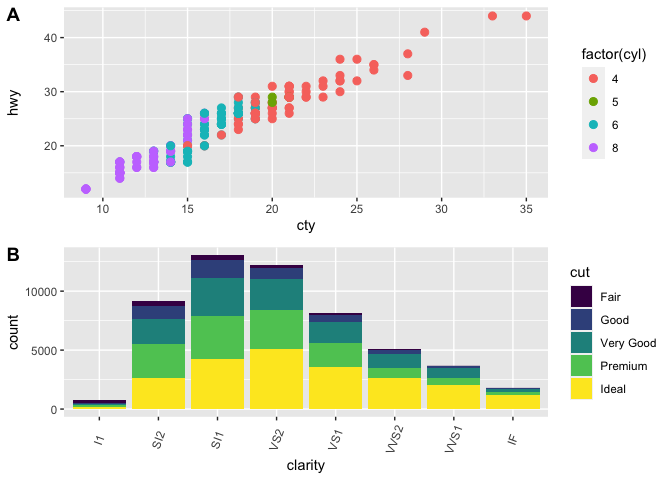 A
hwy
40
30
20
10
15
20
25
30
35
cty
factor(cyl)
4
5
6
8
B
count
10000
5000
0
I1
SI2
SI1
VS2
VS1
VVS2
VVS1
IF
clarity
cut
Fair
Good
Very Good
Premium
Ideal